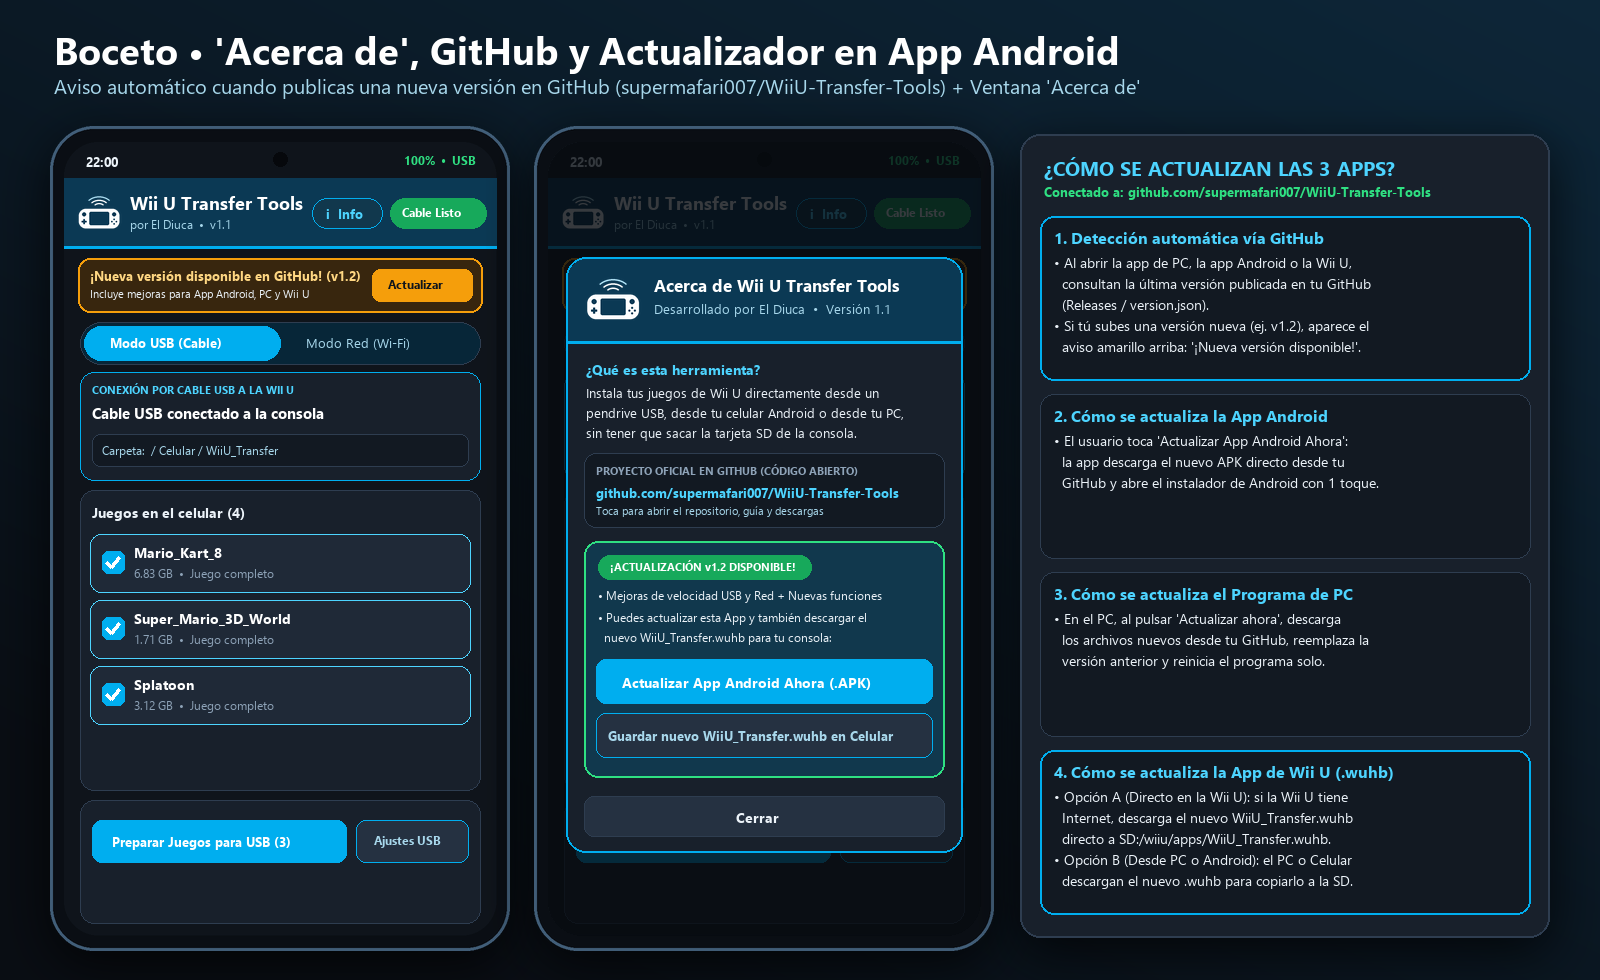 Boceto • 'Acerca de', GitHub y Actualizador en App Android
Aviso automático cuando publicas una nueva versión en GitHub (supermafari007/WiiU-Transfer-Tools) + Ventana 'Acerca de'
22:00
100% • USB
Wii U Transfer Tools
por El Diuca • v1.1
i Info
Cable Listo
¡Nueva versión disponible en GitHub! (v1.2)
Incluye mejoras para App Android, PC y Wii U
Actualizar
Modo USB (Cable)
Modo Red (Wi-Fi)
CONEXIÓN POR CABLE USB A LA WII U
Cable USB conectado a la consola
Carpeta: / Celular / WiiU_Transfer
Juegos en el celular (4)
Mario_Kart_8
6.83 GB • Juego completo
Super_Mario_3D_World
1.71 GB • Juego completo
Splatoon
3.12 GB • Juego completo
Preparar Juegos para USB (3)
Ajustes USB
22:00
100% • USB
Wii U Transfer Tools
por El Diuca • v1.1
i Info
Cable Listo
Acerca de Wii U Transfer Tools
Desarrollado por El Diuca • Versión 1.1
¿Qué es esta herramienta?
Instala tus juegos de Wii U directamente desde un
pendrive USB, desde tu celular Android o desde tu PC,
sin tener que sacar la tarjeta SD de la consola.
PROYECTO OFICIAL EN GITHUB (CÓDIGO ABIERTO)
github.com/supermafari007/WiiU-Transfer-Tools
Toca para abrir el repositorio, guía y descargas
¡ACTUALIZACIÓN v1.2 DISPONIBLE!
• Mejoras de velocidad USB y Red + Nuevas funciones
• Puedes actualizar esta App y también descargar el
nuevo WiiU_Transfer.wuhb para tu consola:
Actualizar App Android Ahora (.APK)
Guardar nuevo WiiU_Transfer.wuhb en Celular
Cerrar
¿CÓMO SE ACTUALIZAN LAS 3 APPS?
Conectado a: github.com/supermafari007/WiiU-Transfer-Tools
1. Detección automática vía GitHub
• Al abrir la app de PC, la app Android o la Wii U,
consultan la última versión publicada en tu GitHub
(Releases / version.json).
• Si tú subes una versión nueva (ej. v1.2), aparece el
aviso amarillo arriba: '¡Nueva versión disponible!'.
2. Cómo se actualiza la App Android
• El usuario toca 'Actualizar App Android Ahora':
la app descarga el nuevo APK directo desde tu
GitHub y abre el instalador de Android con 1 toque.
3. Cómo se actualiza el Programa de PC
• En el PC, al pulsar 'Actualizar ahora', descarga
los archivos nuevos desde tu GitHub, reemplaza la
versión anterior y reinicia el programa solo.
4. Cómo se actualiza la App de Wii U (.wuhb)
• Opción A (Directo en la Wii U): si la Wii U tiene
Internet, descarga el nuevo WiiU_Transfer.wuhb
directo a SD:/wiiu/apps/WiiU_Transfer.wuhb.
• Opción B (Desde PC o Android): el PC o Celular
descargan el nuevo .wuhb para copiarlo a la SD.